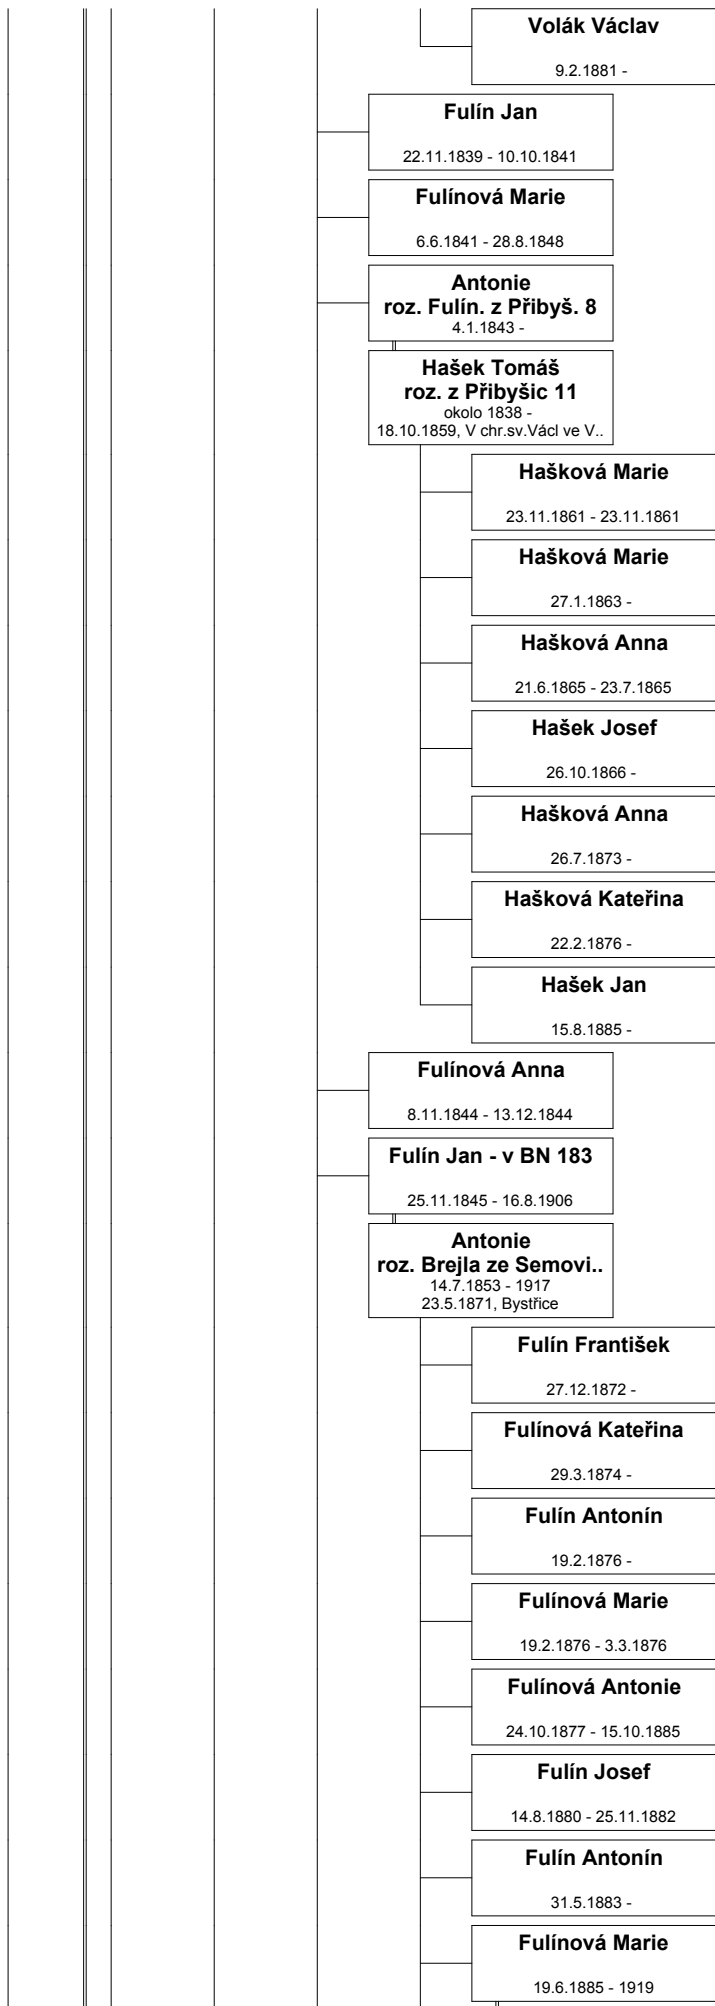 Volák Václav
9.2.1881 -
Fulín Jan
22.11.1839 - 10.10.1841
Fulínová Marie
6.6.1841 - 28.8.1848
Antonie
roz. Fulín. z Přibyš. 8
4.1.1843 -
Hašek Tomáš
roz. z Přibyšic 11
okolo 1838 -
18.10.1859, V chr.sv.Václ ve V..
Hašková Marie
23.11.1861 - 23.11.1861
Hašková Marie
27.1.1863 -
Hašková Anna
21.6.1865 - 23.7.1865
Hašek Josef
26.10.1866 -
Hašková Anna
26.7.1873 -
Hašková Kateřina
22.2.1876 -
Hašek Jan
15.8.1885 -
Fulínová Anna
8.11.1844 - 13.12.1844
Fulín Jan - v BN 183
25.11.1845 - 16.8.1906
Antonie
roz. Brejla ze Semovi..
14.7.1853 - 1917
23.5.1871, Bystřice
Fulín František
27.12.1872 -
Fulínová Kateřina
29.3.1874 -
Fulín Antonín
19.2.1876 -
Fulínová Marie
19.2.1876 - 3.3.1876
Fulínová Antonie
24.10.1877 - 15.10.1885
Fulín Josef
14.8.1880 - 25.11.1882
Fulín Antonín
31.5.1883 -
Fulínová Marie
19.6.1885 - 1919